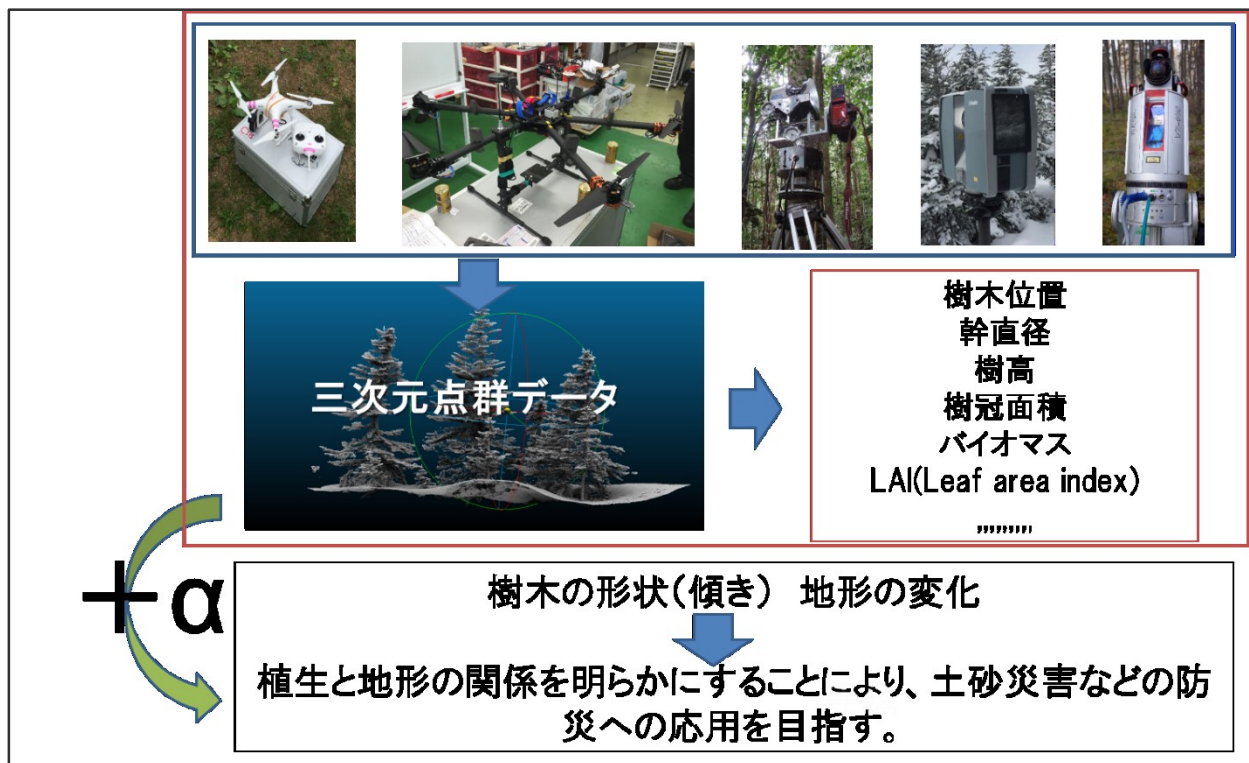 三次元点群データ
樹木位置
幹直径
樹高
樹冠面積
バイオマス
LAI(Leaf area index)
,,,,,,,,,
＋α
樹木の形状(傾き)　地形の変化
植生と地形の関係を明らかにすることにより、土砂災害などの防
災への応用を目指す。